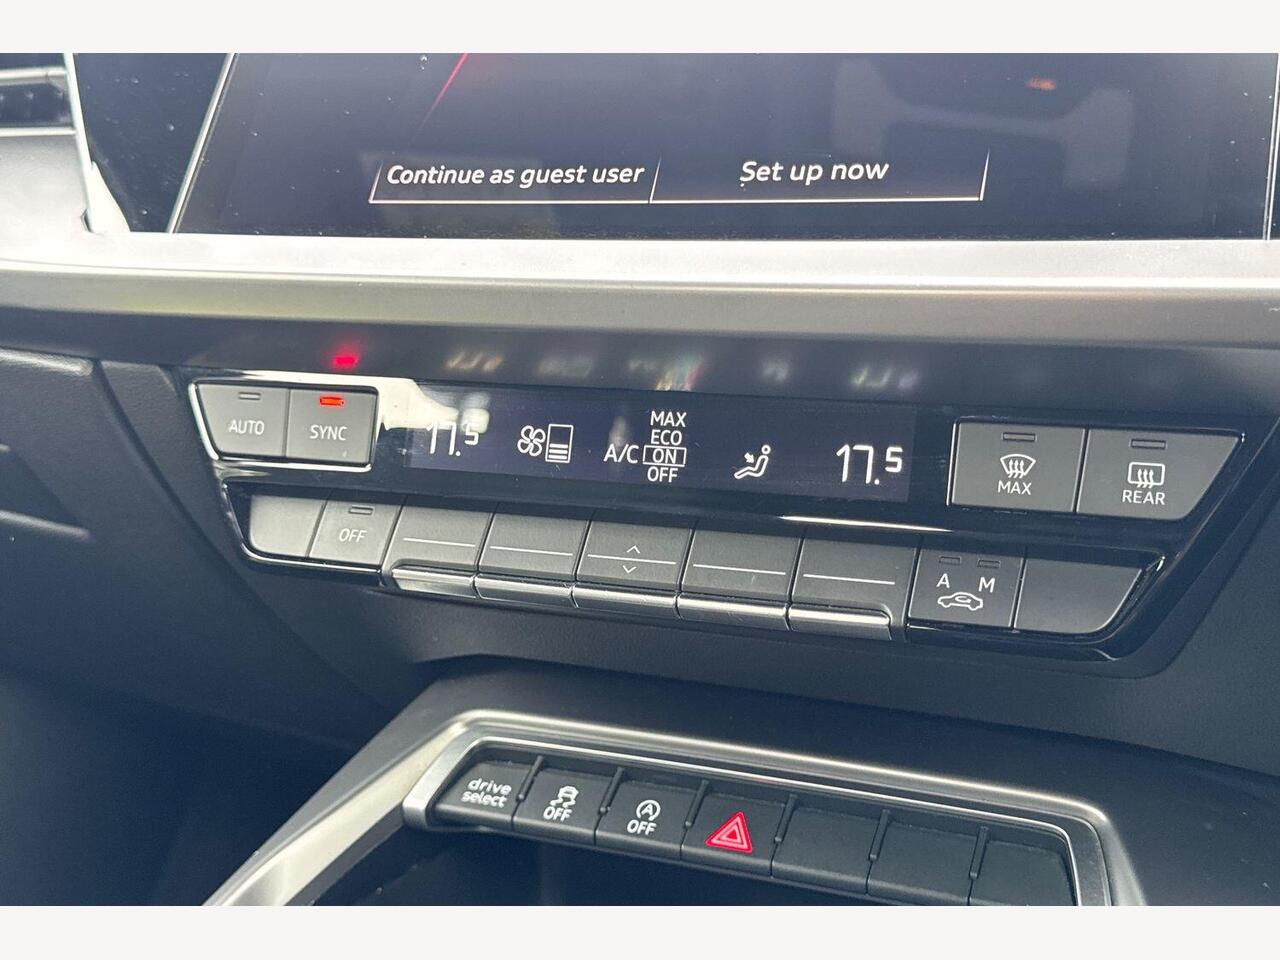 Continue as guest user
Set up now
AUTO
SYNC
17.5
A/C
MAX
ECO
ON
OFF
17.5
MAX
REAR
OFF
A
M
drive
select
OFF
A
OFF